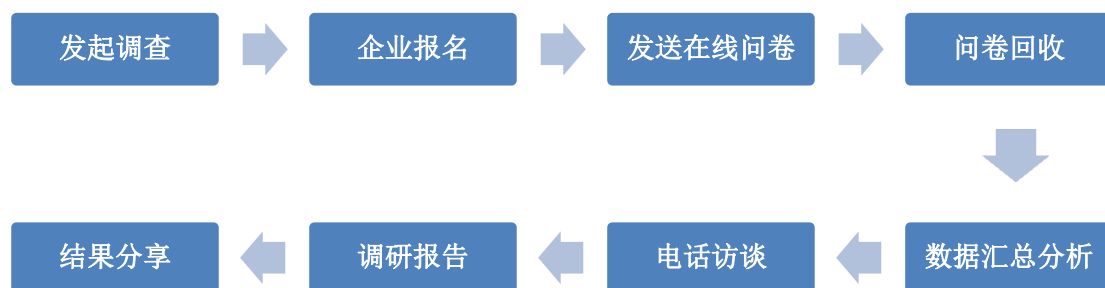 发起调查
企业报名
发送在线问卷
问卷回收
数据汇总分析
电话访谈
调研报告
结果分享